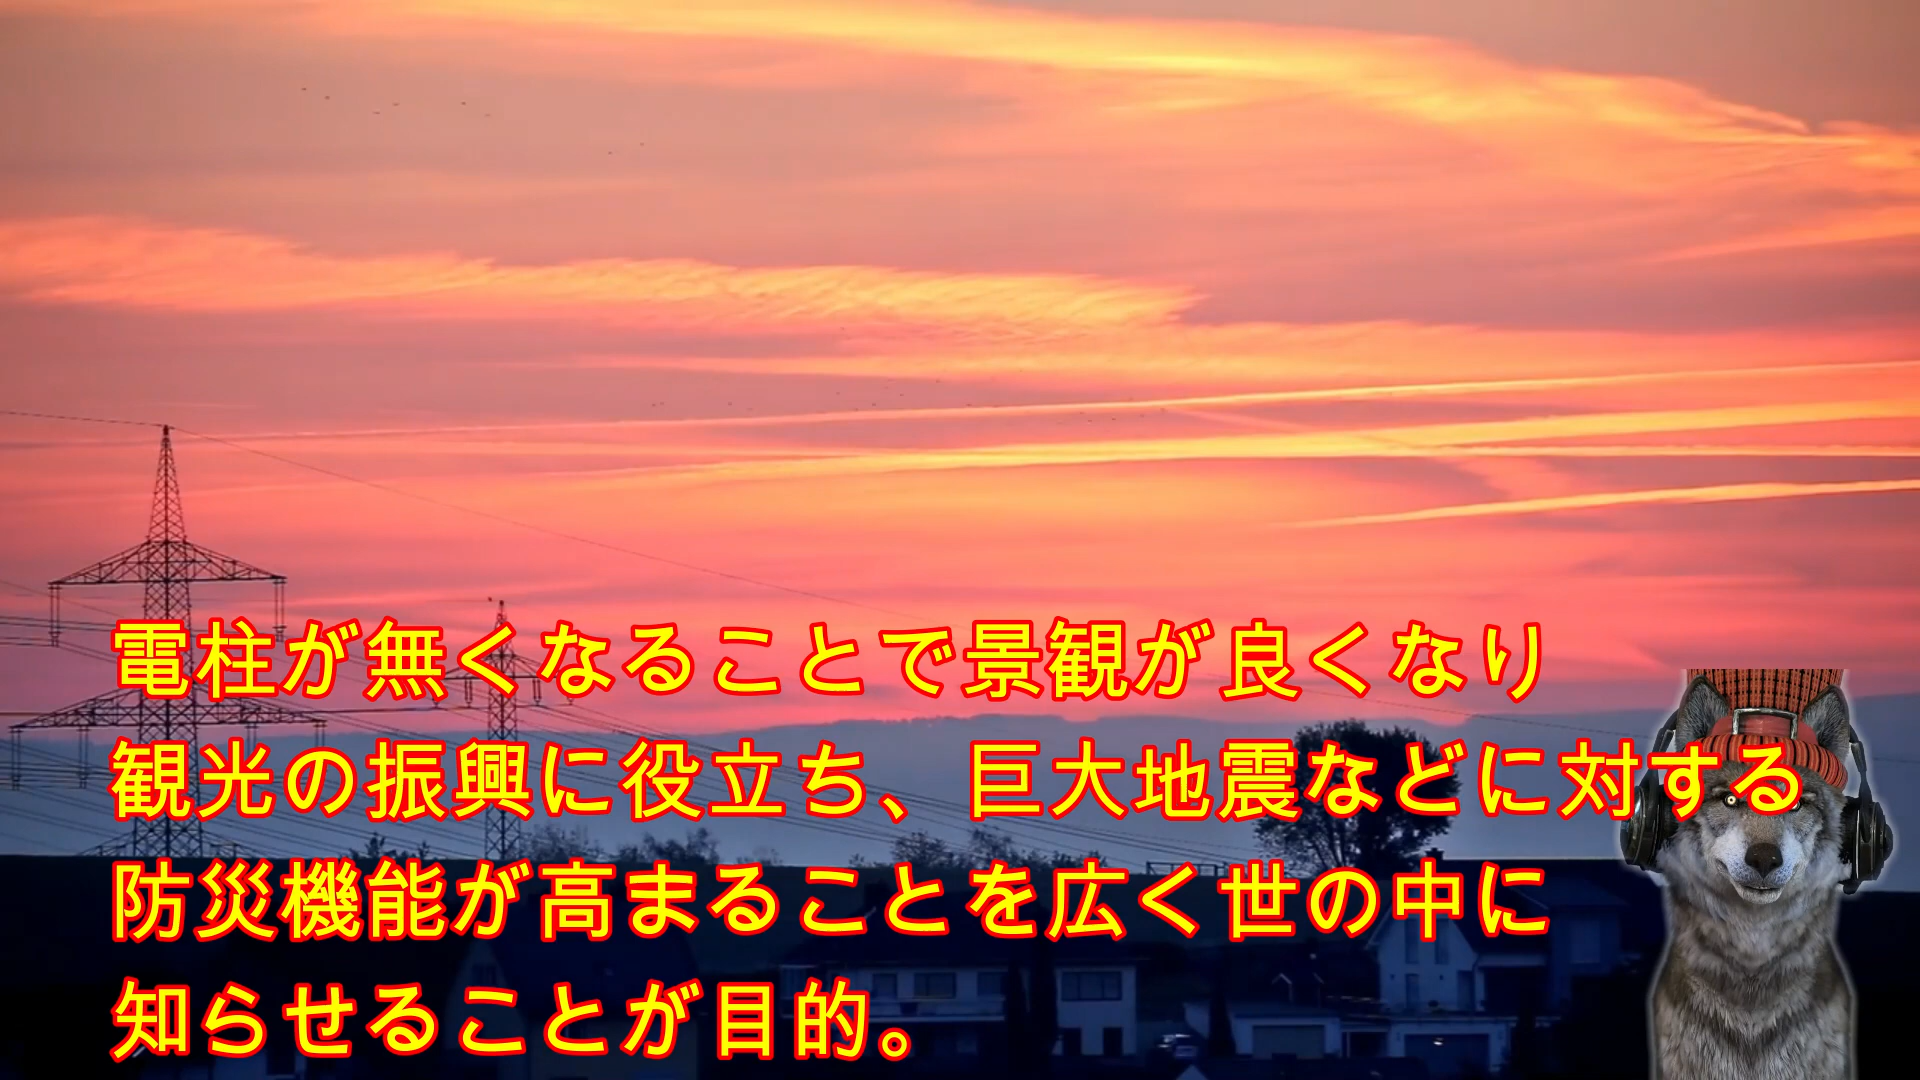 電柱が無くなることで景観が良くなり
観光の振興に役立ち、巨大地震などに対する
防災機能が高まることを広く世の中に
知らせることが目的。